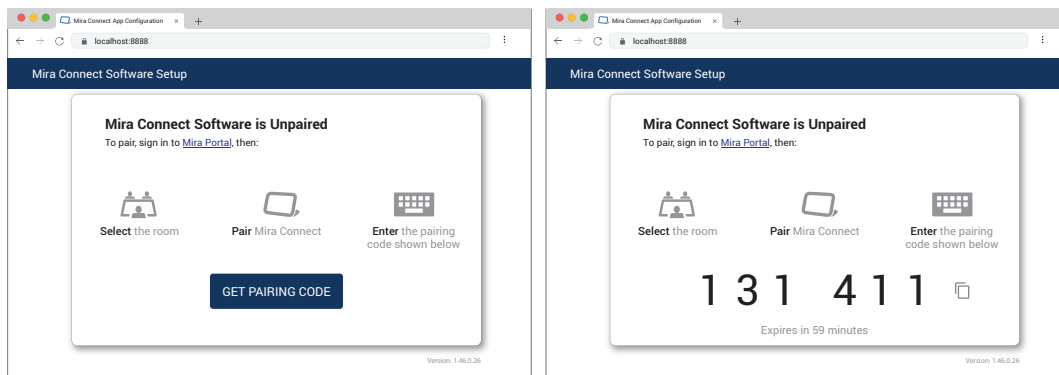 Mira Connect App Configuration
localhost:8888
Mira Connect Software Setup
Mira Connect Software is Unpaired
To pair, sign in to Mira Portal, then:
Select the room
Pair Mira Connect
Enter the pairing
code shown below
GET PAIRING CODE
Version: 1.46.0.26
Mira Connect App Configuration
localhost:8888
Mira Connect Software Setup
Mira Connect Software is Unpaired
To pair, sign in to Mira Portal, then:
Select the room
Pair Mira Connect
Enter the pairing
code shown below
131 411
Expires in 59 minutes
Version: 1.46.0.26